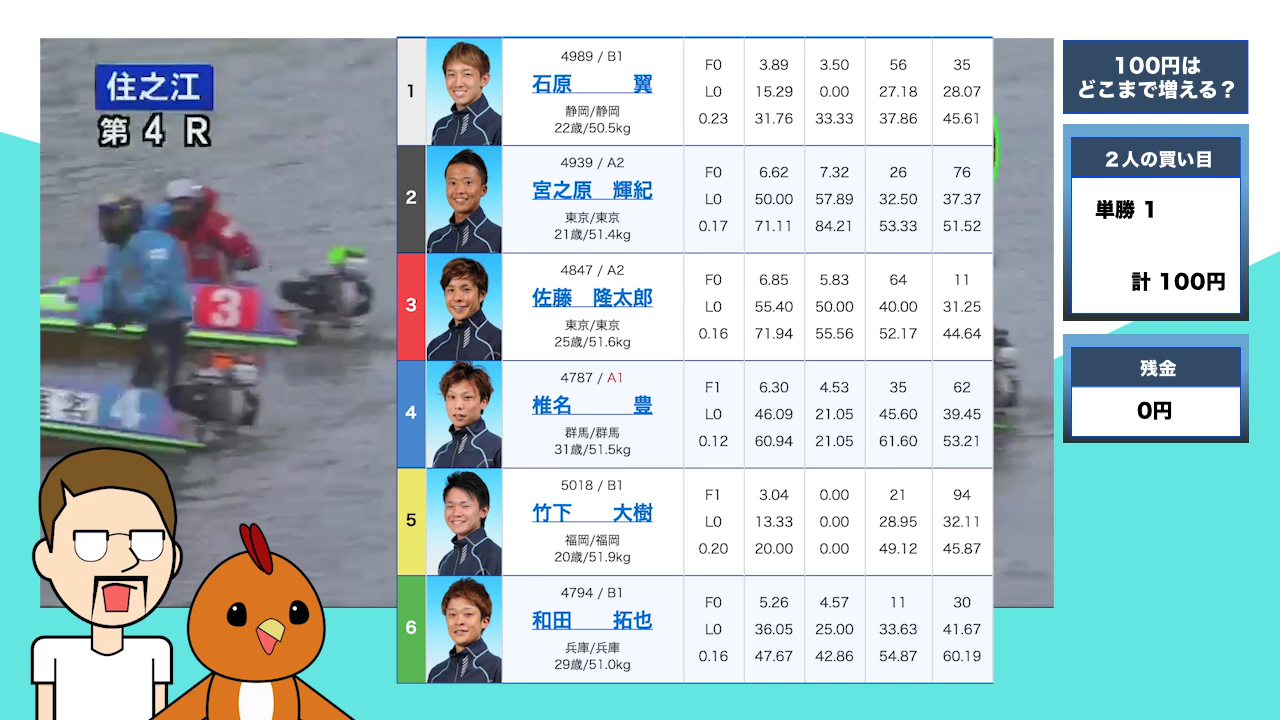 住之江
第 4 R
1
4989 / B1
石原 翼
静岡/静岡
22歳/50.5kg
F0 3.89 3.50 53 35
L0 15.29 0.00 27.18 28.07
0.23 31.76 33.33 37.86 45.61
2
4939 / A2
宮之原 輝紀
東京/東京
21歳/51.4kg
F0 6.62 7.32 26 76
L0 50.00 57.89 32.50 37.37
0.17 71.11 84.21 53.33 51.52
3
4847 / A2
佐藤 隆太郎
東京/東京
25歳/51.6kg
F0 6.85 5.83 64 11
L0 55.40 50.00 40.00 31.25
0.16 71.94 55.56 52.17 44.64
4
4787 / A1
椎名 豊
群馬/群馬
31歳/51.5kg
F1 6.30 4.53 13 62
L0 46.09 21.05 45.60 39.45
0.12 60.94 21.05 61.60 53.21
5
5018 / B1
竹下 大樹
福岡/福岡
20歳/51.9kg
F1 3.04 0.00 21 94
L0 13.33 0.00 28.95 32.11
0.20 20.00 0.00 49.12 45.87
6
4794 / B1
和田 拓也
兵庫/兵庫
29歳/51.0kg
F0 5.26 4.57 11 30
L0 36.05 25.00 33.63 41.67
0.16 47.67 42.86 54.87 60.19
100円は
どこまで増える？
２人の買い目
単勝 1
計 100円
残金
0円
3
4